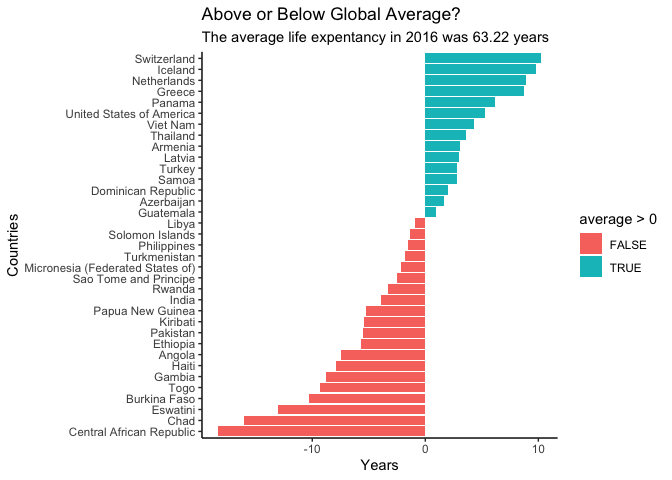 Above or Below Global Average?
The average life expentancy in 2016 was 63.22 years
Switzerland
Iceland
Netherlands
Greece
Panama
United States of America
Viet Nam
Thailand
Armenia
Latvia
Turkey
Samoa
Dominican Republic
Azerbaijan
Guatemala
Libya
Solomon Islands
Philippines
Turkmenistan
Micronesia (Federated States of)
Sao Tome and Principe
Rwanda
India
Papua New Guinea
Kiribati
Pakistan
Ethiopia
Angola
Haiti
Gambia
Togo
Burkina Faso
Eswatini
Chad
Central African Republic
Countries
-10 0 10
Years
average > 0
FALSE
TRUE